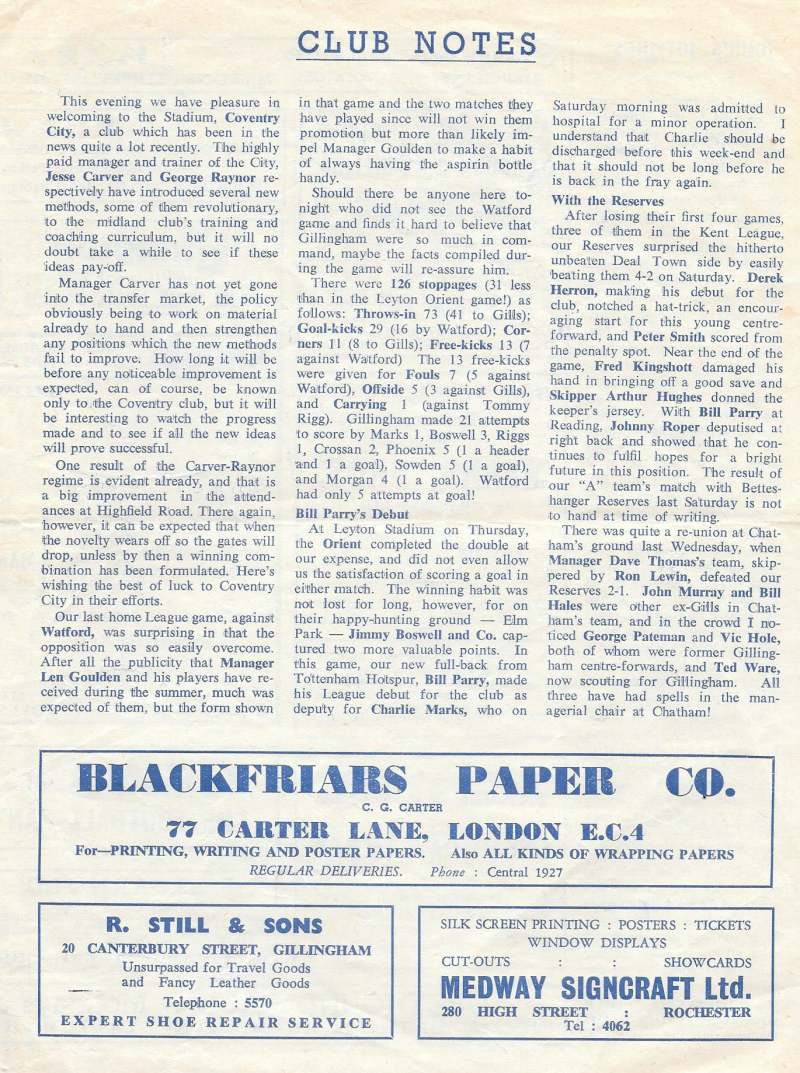 CLUB NOTES
This evening we have pleasure in
welcoming to the Stadium, Coventry
City, a club which has been in the
news quite a lot recently. The highly
paid manager and trainer of the City,
Jesse Carver and George Raynor re-
spectively have introduced several new
methods, some of them revolutionary,
to the midland club's training and
coaching curriculum, but it will no
doubt take a while to see if these
ideas pay-off.
Manager Carver has not yet gone
into the transfer market, the policy
obviously being to work on material
already to hand and then strengthen
any positions which the new methods
fail to improve. How long it will be
before any noticeable improvement is
expected, can of course, be known
only to the Coventry club, but it will
be interesting to watch the progress
made and to see if all the new ideas
will prove successful.
One result of the Carver-Raynor
regime is evident already, and that is
a big improvement in the attend-
ances at Highfield Road. There again,
however, it can be expected that when
the novelty wears off so the gates will
drop, unless by then a winning com-
bination has been formulated. Here's
wishing the best of luck to Coventry
City in their efforts.
Our last home League game, against
Watford, was surprising in that the
opposition was so easily overcome.
After all the publicity that Manager
Len Goulden and his players have re-
ceived during the summer, much was
expected of them, but the form shown
in that game and the two matches they
have played since will not win them
promotion but more than likely im-
pel Manager Goulden to make a habit
of always having the aspirin bottle
handy.
Should there be anyone here to-
night who did not see the Watford
game and finds it hard to believe that
Gillingham were so much in com-
mand, maybe the facts compiled dur-
ing the game will re-assure him.
There were 126 stoppages (31 less
than in the Leyton Orient game!) as
follows: Throws-in 73 (41 to Gills);
Goal-kicks 29 (16 by Watford); Cor-
ners 11 (8 to Gills); Free-kicks 13 (7
against Watford) The 13 free-kicks
were given for Fouls 7 (5 against
Watford), Offside 5 (3 against Gills),
and Carrying 1 (against Tommy
Rigg). Gillingham made 21 attempts
to score by Marks 1, Boswell 3, Riggs
1, Crossan 2, Phoenix 5 (1 a header
and 1 a goal), Sowden 5 (1 a goal),
and Morgan 4 (1 a goal). Watford
had only 5 attempts at goal!
Bill Parry's Debut
At Leyton Stadium on Thursday,
the Orient completed the double at
our expense, and did not even allow
us the satisfaction of scoring a goal in
either match. The winning habit was
not lost for long, however, for on
their happy-hunting ground — Elm
Park — Jimmy Boswell and Co. cap-
tured two more valuable points. In
this game, our new full-back from
Tottenham Hotspur, Bill Parry, made
his League debut for the club as
deputy for Charlie Marks, who on
Saturday morning was admitted to
hospital for a minor operation. I
understand that Charlie should be
discharged before this week-end and
that it should not be long before he
is back in the fray again.
With the Reserves
After losing their first four games,
three of them in the Kent League,
our Reserves surprised the hitherto
unbeaten Deal Town side by easily
beating them 4-2 on Saturday. Derek
Herron, making his debut for the
club, notched a hat-trick, an encour-
aging start for this young centre-
forward, and Peter Smith scored from
the penalty spot. Near the end of the
game, Fred Kingshott damaged his
hand in bringing off a good save and
Skipper Arthur Hughes donned the
keeper's jersey. With Bill Parry at
Reading, Johnny Roper deputised at
right back and showed that he con-
tinues to fulfil hopes for a bright
future in this position. The result of
our "A" team's match with Bettes-
hanger Reserves last Saturday is not
to hand at time of writing.
There was quite a re-union at Chat-
ham's ground last Wednesday, when
Manager Dave Thomas's team, skip-
pered by Ron Lewin, defeated our
Reserves 2-1. John Murray and Bill
Hales were other ex-Gills in Chat-
ham's team, and in the crowd I no-
ticed George Pateman and Vic Hole,
both of whom were former Gilling-
ham centre-forwards, and Ted Ware,
now scouting for Gillingham. All
three have had spells in the man-
agerial chair at Chatham!
BLACKFRIARS PAPER CO.
C. G. CARTER
77 CARTER LANE, LONDON E.C.4
For—PRINTING, WRITING AND POSTER PAPERS. Also ALL KINDS OF WRAPPING PAPERS
REGULAR DELIVERIES. Phone : Central 1927
R. STILL & SONS
20 CANTERBURY STREET, GILLINGHAM
Unsurpassed for Travel Goods
and Fancy Leather Goods
Telephone : 5570
EXPERT SHOE REPAIR SERVICE
SILK SCREEN PRINTING : POSTERS : TICKETS
WINDOW DISPLAYS
CUT-OUTS : : SHOWCARDS
MEDWAY SIGNCRAFT Ltd.
280 HIGH STREET : ROCHESTER
Tel : 4062